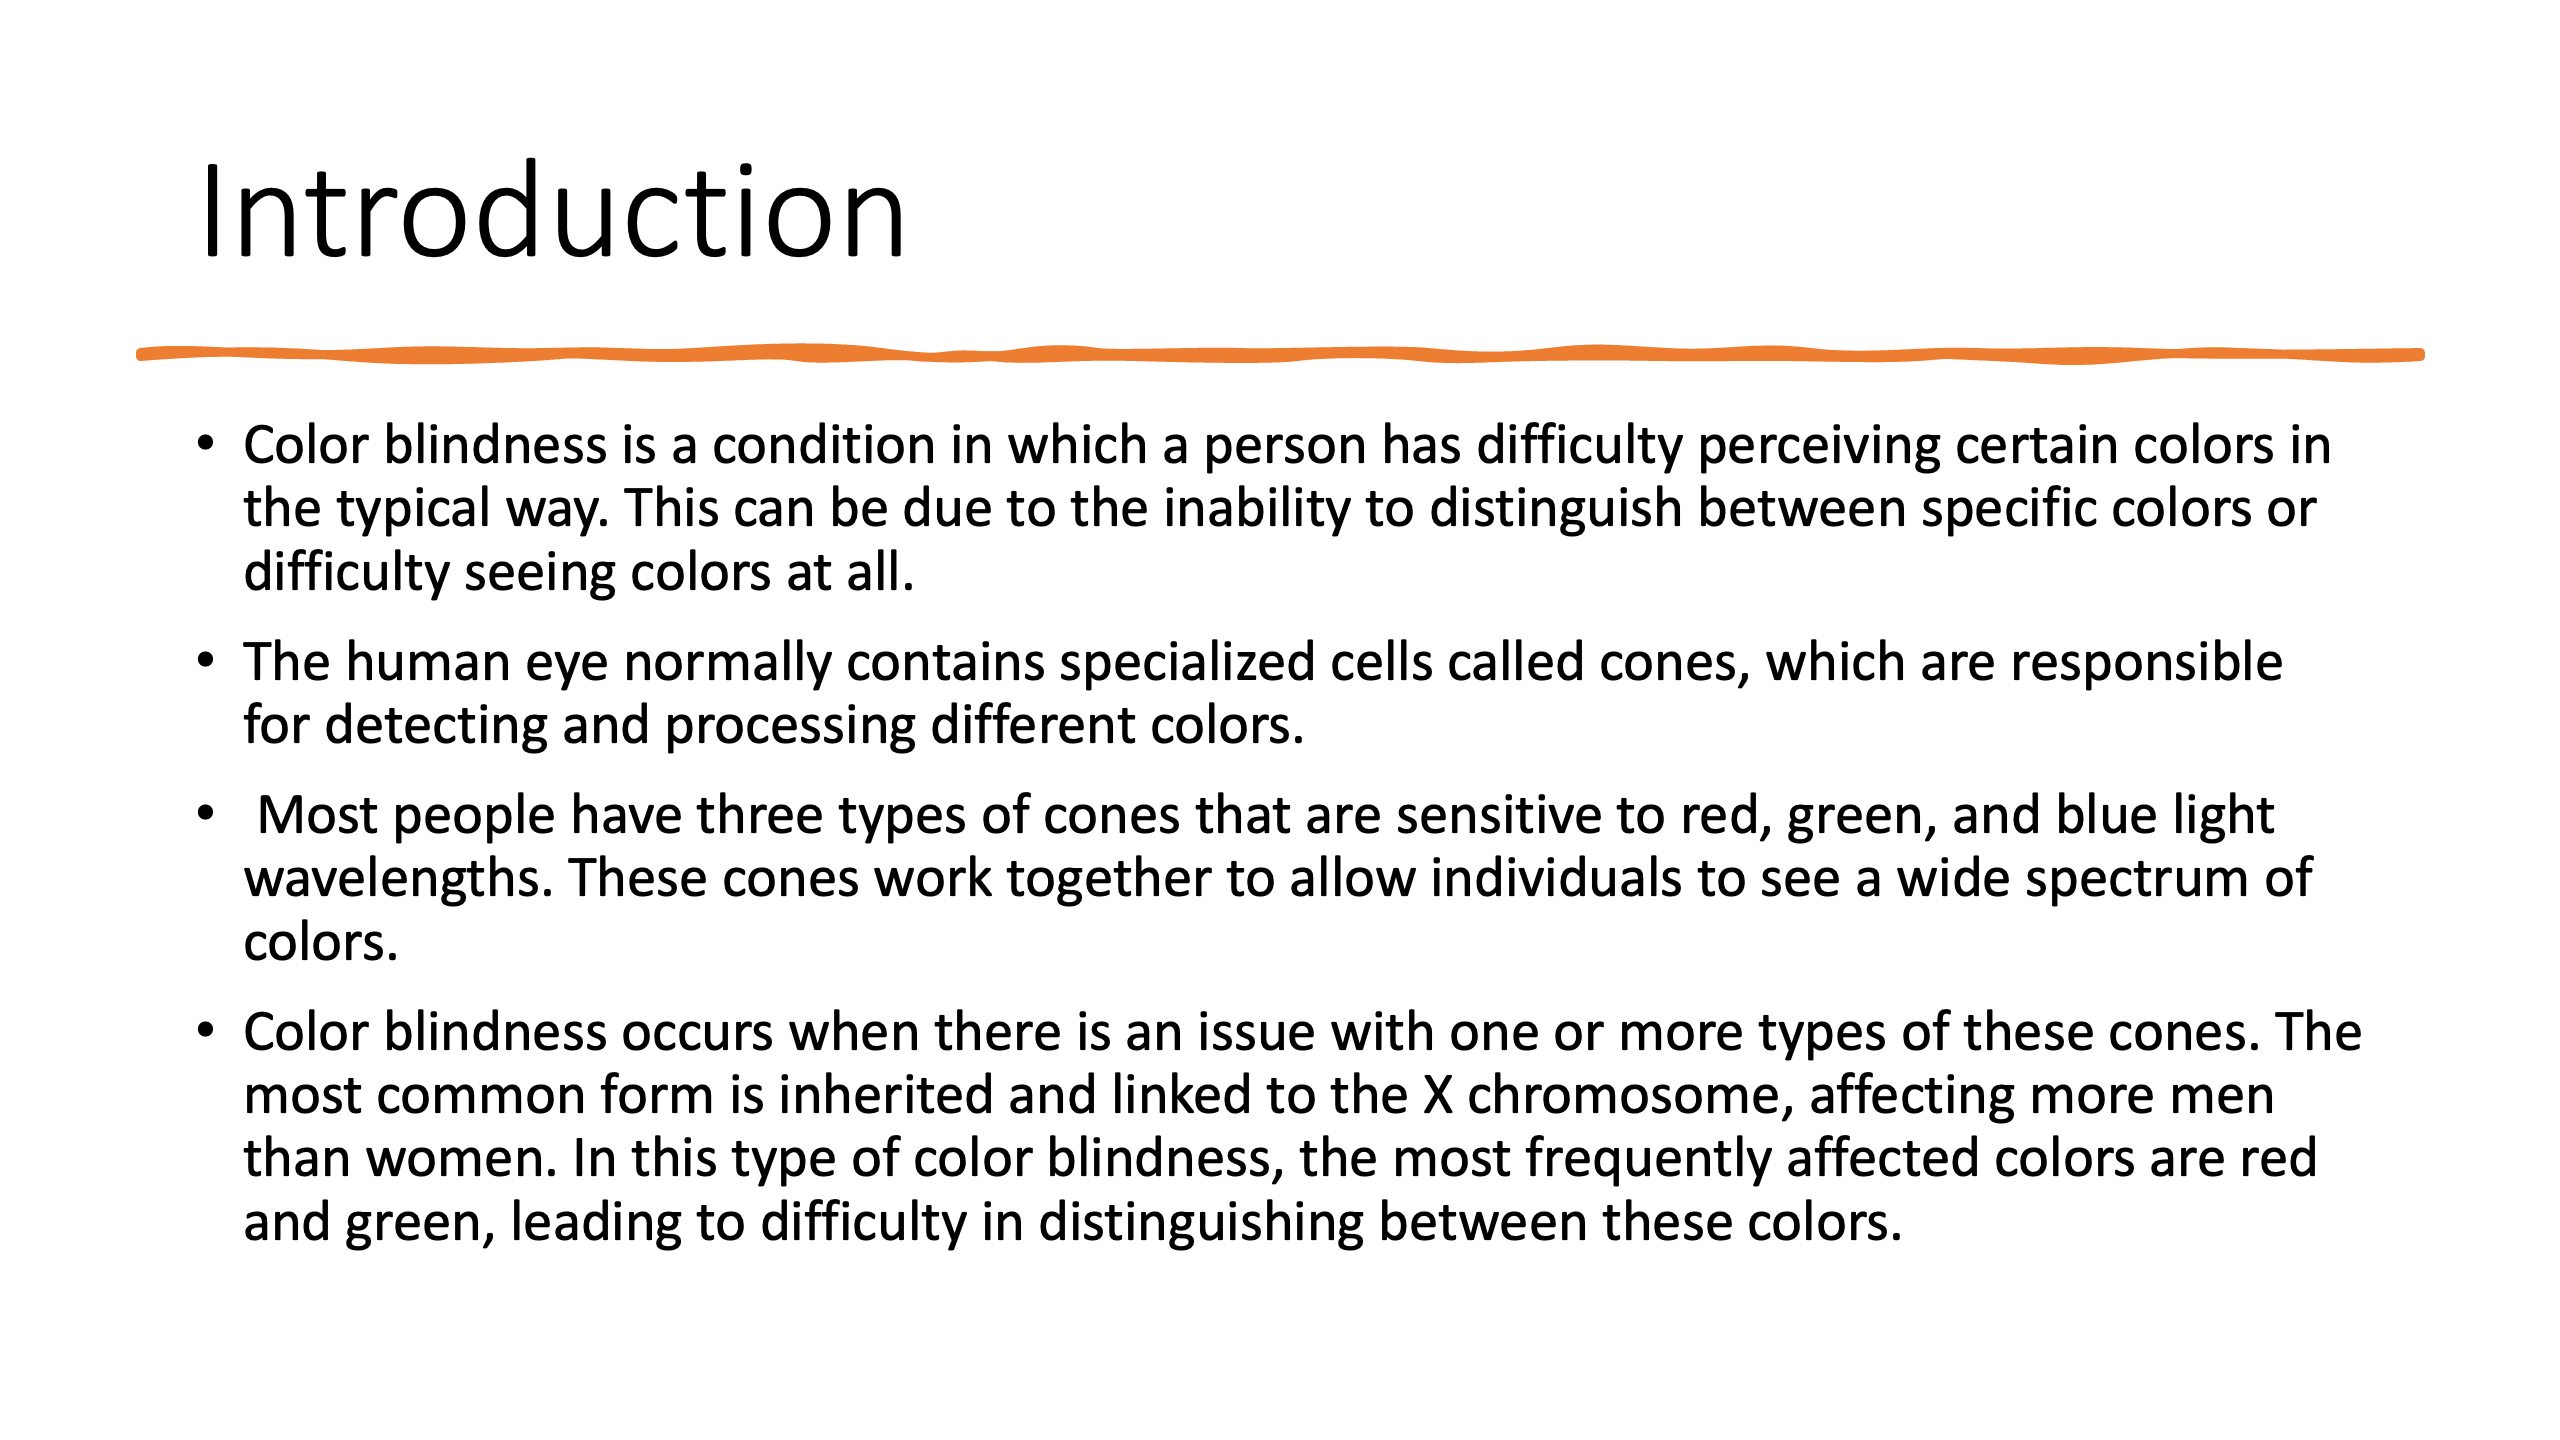 Introduction
• Color blindness is a condition in which a person has difficulty perceiving certain colors in
the typical way. This can be due to the inability to distinguish between specific colors or
difficulty seeing colors at all.
• The human eye normally contains specialized cells called cones, which are responsible
for detecting and processing different colors.
• Most people have three types of cones that are sensitive to red, green, and blue light
wavelengths. These cones work together to allow individuals to see a wide spectrum of
colors.
• Color blindness occurs when there is an issue with one or more types of these cones. The
most common form is inherited and linked to the X chromosome, affecting more men
than women. In this type of color blindness, the most frequently affected colors are red
and green, leading to difficulty in distinguishing between these colors.